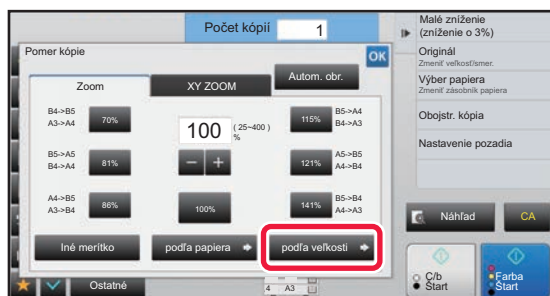 Počet kópií
1
Pomer kópie
OK
Zoom
XY ZOOM
Autom. obr.
B4->B5
A3->A4
70%
100
(25~400)
%
115%
B5->A4
B4->A3
B5->A5
B4->A4
81%
121%
A5->B5
A4->B4
A4->B5
A3->B4
86%
100%
141%
B5->B4
A4->A3
Iné merítko
podľa papiera
podľa veľkosti
Malé zníženie
(zníženie o 3%)
Originál
Zmeniť veľkosť/smer.
Výber papiera
Zmeniť zásobník papiera
Obojstr. kópia
Nastavenie pozadia
Náhľad
CA
Č/b
Štart
Farba
Štart
Ostatné
4 A3